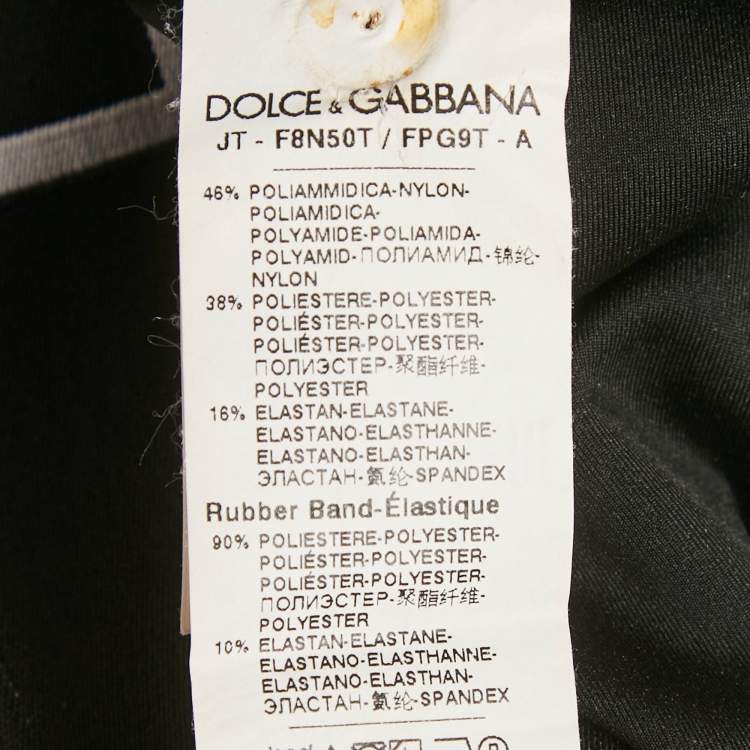 DOLCE & GABBANA
JT - F8N50T / FPG9T - A
46% POLIAMMIDICA-NYLON-
POLIAMIDICA-
POLYAMIDE-POLIAMIDA-
POLYAMID-ПОЛИАМИД-锦纶-
NYLON
38% POLIESTERE-POLYESTER-
POLIÉSTER-POLYESTER-
POLIÉSTER-POLYESTER-
ПОЛИЭСТЕР-聚酯纤维-
POLYESTER
16% ELASTAN-ELASTANE-
ELASTANO-ELASTHANNE-
ELASTANO-ELASTHAN-
ЭЛАСТАН-氨纶-SPANDEX
Rubber Band-Élastique
90% POLIESTERE-POLYESTER-
POLIÉSTER-POLYESTER-
POLIÉSTER-POLYESTER-
ПОЛИЭСТЕР-聚酯纤维-
POLYESTER
10% ELASTAN-ELASTANE-
ELASTANO-ELASTHANNE-
ELASTANO-ELASTHAN-
ЭЛАСТАН-氨纶-SPANDEX